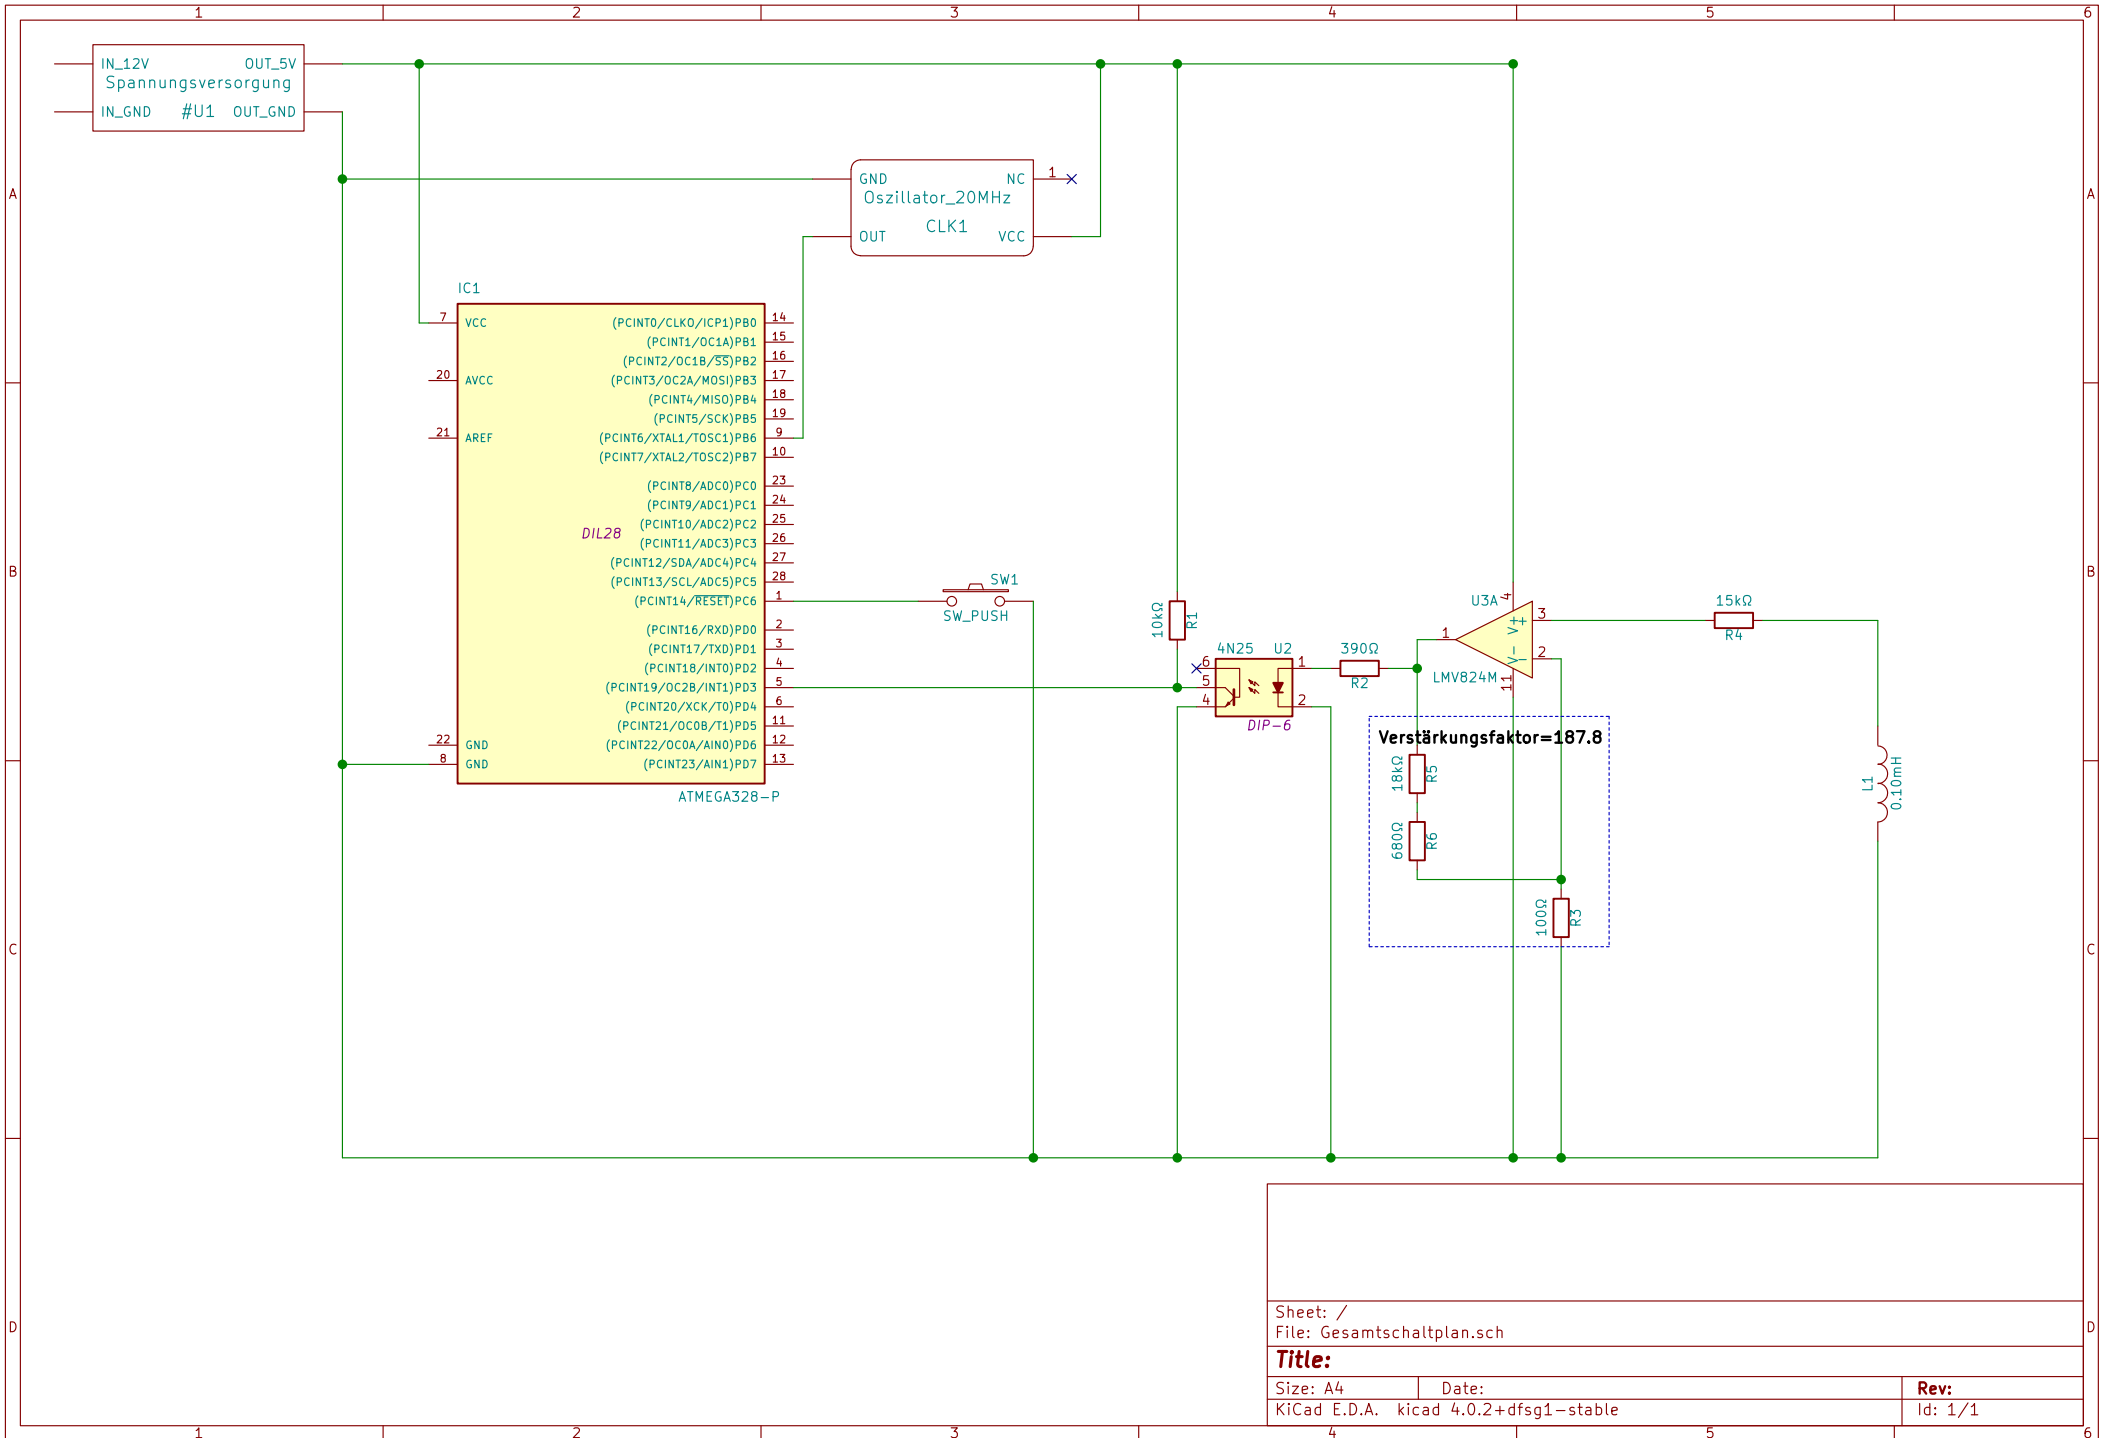 1 2 3 4 5 6
IN_12V OUT_5V
Spannungsversorgung
IN_GND #U1 OUT_GND
A A
GND NC 1
Oszillator_20MHz
CLK1
OUT VCC
IC1
7 VCC (PCINT0/CLKO/ICP1)PB0 14
(PCINT1/OC1A)PB1 15
(PCINT2/OC1B/SS)PB2 16
20 AVCC (PCINT3/OC2A/MOSI)PB3 17
(PCINT4/MISO)PB4 18
(PCINT5/SCK)PB5 19
21 AREF (PCINT6/XTAL1/TOSC1)PB6 9
(PCINT7/XTAL2/TOSC2)PB7 10
(PCINT8/ADC0)PC0 23
(PCINT9/ADC1)PC1 24
(PCINT10/ADC2)PC2 25
DIL28
(PCINT11/ADC3)PC3 26
(PCINT12/SDA/ADC4)PC4 27
(PCINT13/SCL/ADC5)PC5 28
(PCINT14/RESET)PC6 1
(PCINT16/RXD)PD0 2
(PCINT17/TXD)PD1 3
(PCINT18/INT0)PD2 4
(PCINT19/OC2B/INT1)PD3 5
(PCINT20/XCK/T0)PD4 6
(PCINT21/OC0B/T1)PD5 11
22 GND (PCINT22/OC0A/AIN0)PD6 12
8 GND (PCINT23/AIN1)PD7 13
ATMEGA328-P
B B
SW1
SW_PUSH
10kΩ R1
4N25 U2
6 1
5
4 2
DIP-6
390Ω
R2
U3A 4
V+ + 3
1
V- - 2
LMV824M 11
15kΩ
R4
Verstärkungsfaktor=187.8
18kΩ R5
680Ω R6
100Ω R3
L1 0.10mH
C C
D D
Sheet: /
File: Gesamtschaltplan.sch
Title:
Size: A4 Date: Rev:
KiCad E.D.A. kicad 4.0.2+dfsg1-stable Id: 1/1
1 2 3 4 5 6